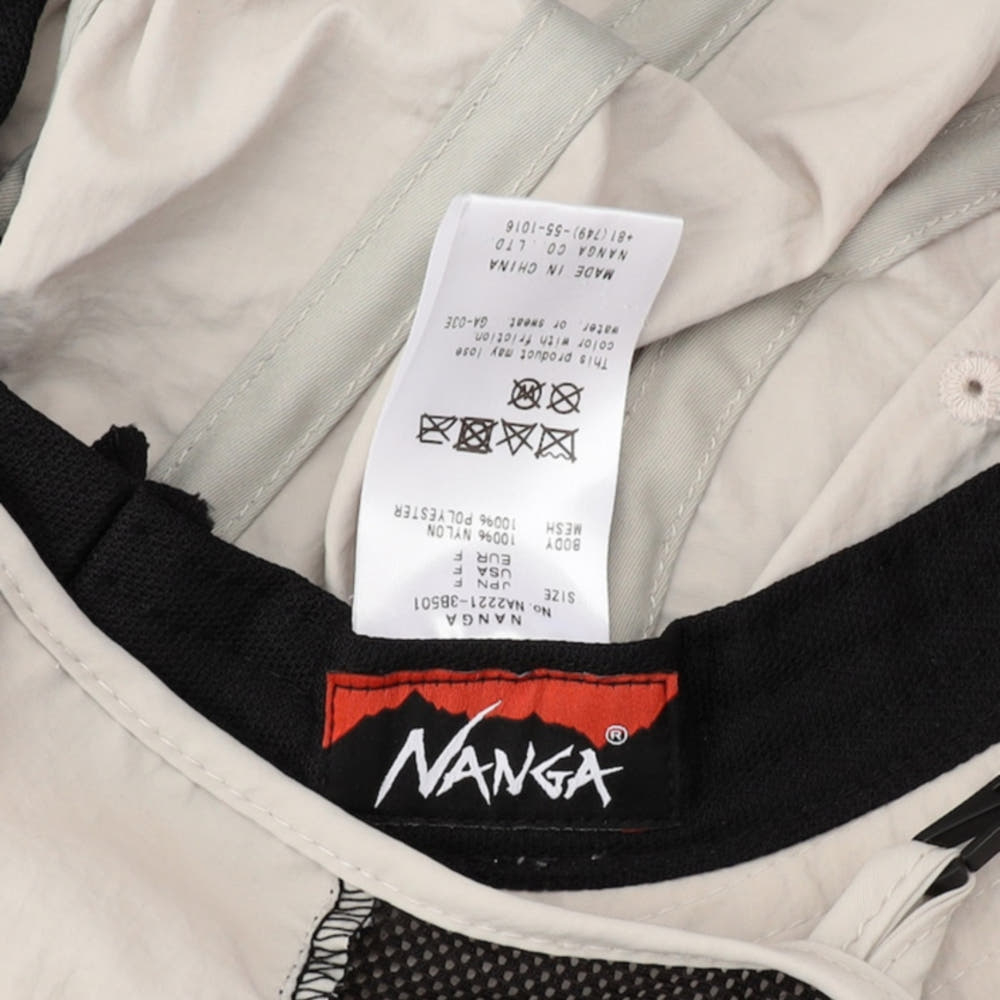 NANGA
No. NA2221-3B501
SIZE JPN F
USA F
EUR F
BODY 100% NYLON
MESH 100% POLYESTER
This product may lose
color with friction
water, or sweat. GA-03E
MADE IN CHINA
NANGA CO.,LTD.
+81(749)-55-1016
NANGA®